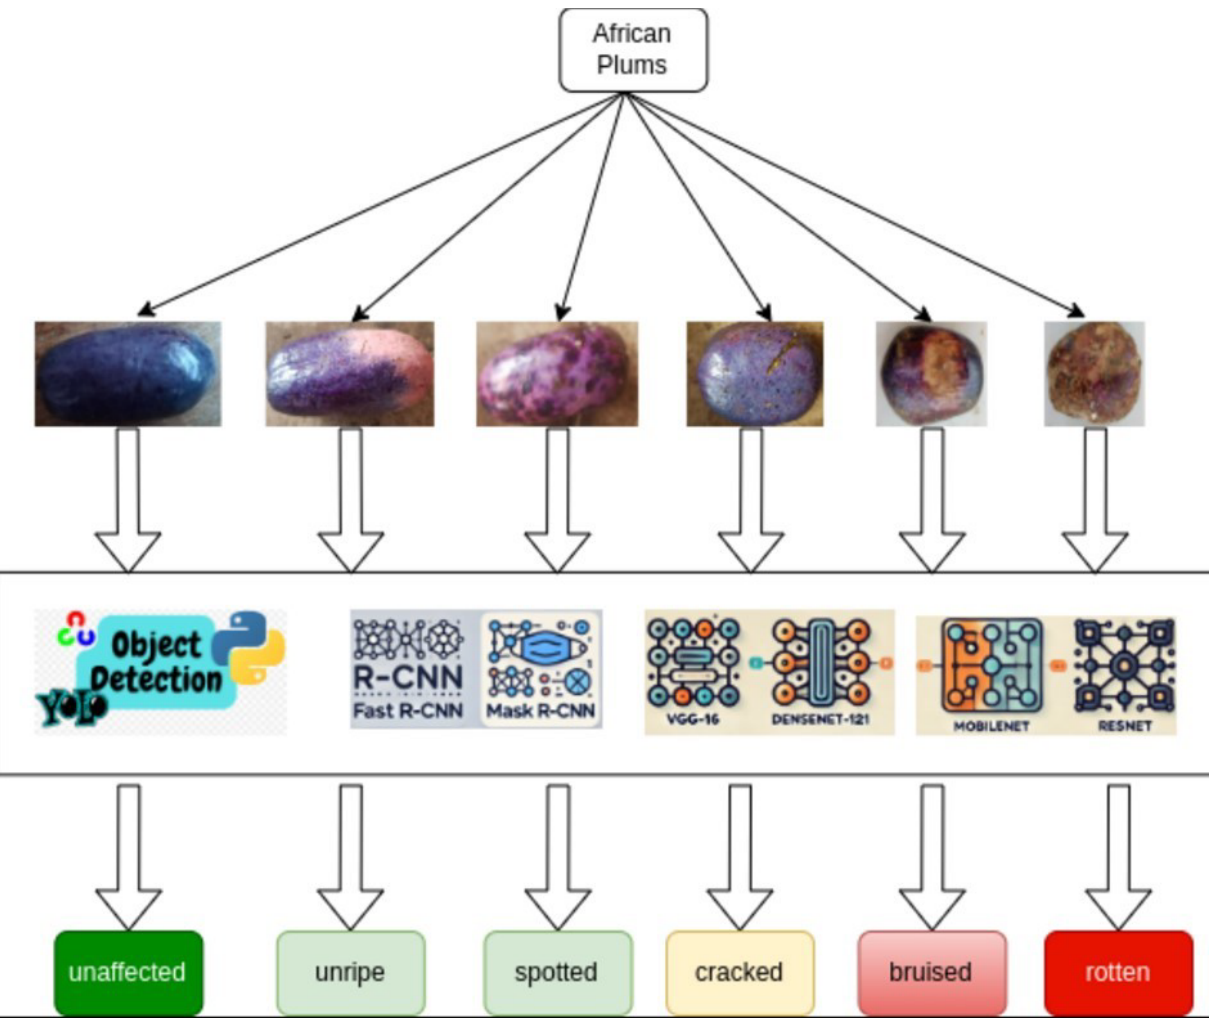 African
Plums
Object
Detection
YOLO
R-CNN
Fast R-CNN
Mask R-CNN
VGG-16
DENSENET-121
MOBILENET
RESNET
unaffected
unripe
spotted
cracked
bruised
rotten